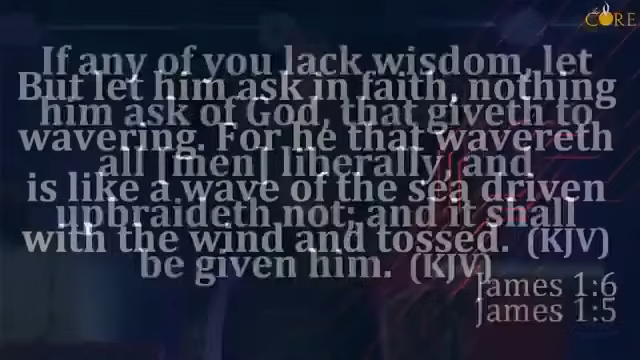 the CORE
If any of you lack wisdom, let
But let him ask in faith, nothing
him ask of God, that giveth to
wavering. For he that wavereth
all [men] liberally, and
is like a wave of the sea driven
upbraideth not; and it shall
with the wind and tossed. (KJV)
be given him. (KJV)
James 1:6
James 1:5